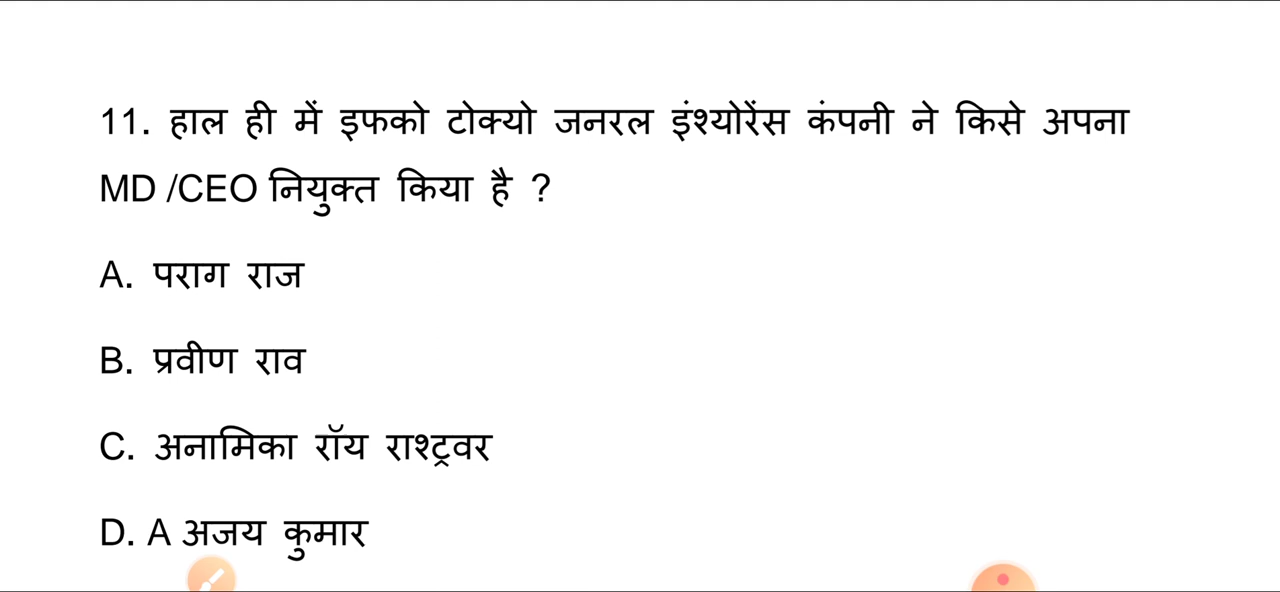 11. हाल ही में इफको टोक्यो जनरल इंश्योरेंस कंपनी ने किसे अपना
MD /CEO नियुक्त किया है ?
A. पराग राज
B. प्रवीण राव
C. अनामिका रॉय राश्ट्रवर
D. A अजय कुमार